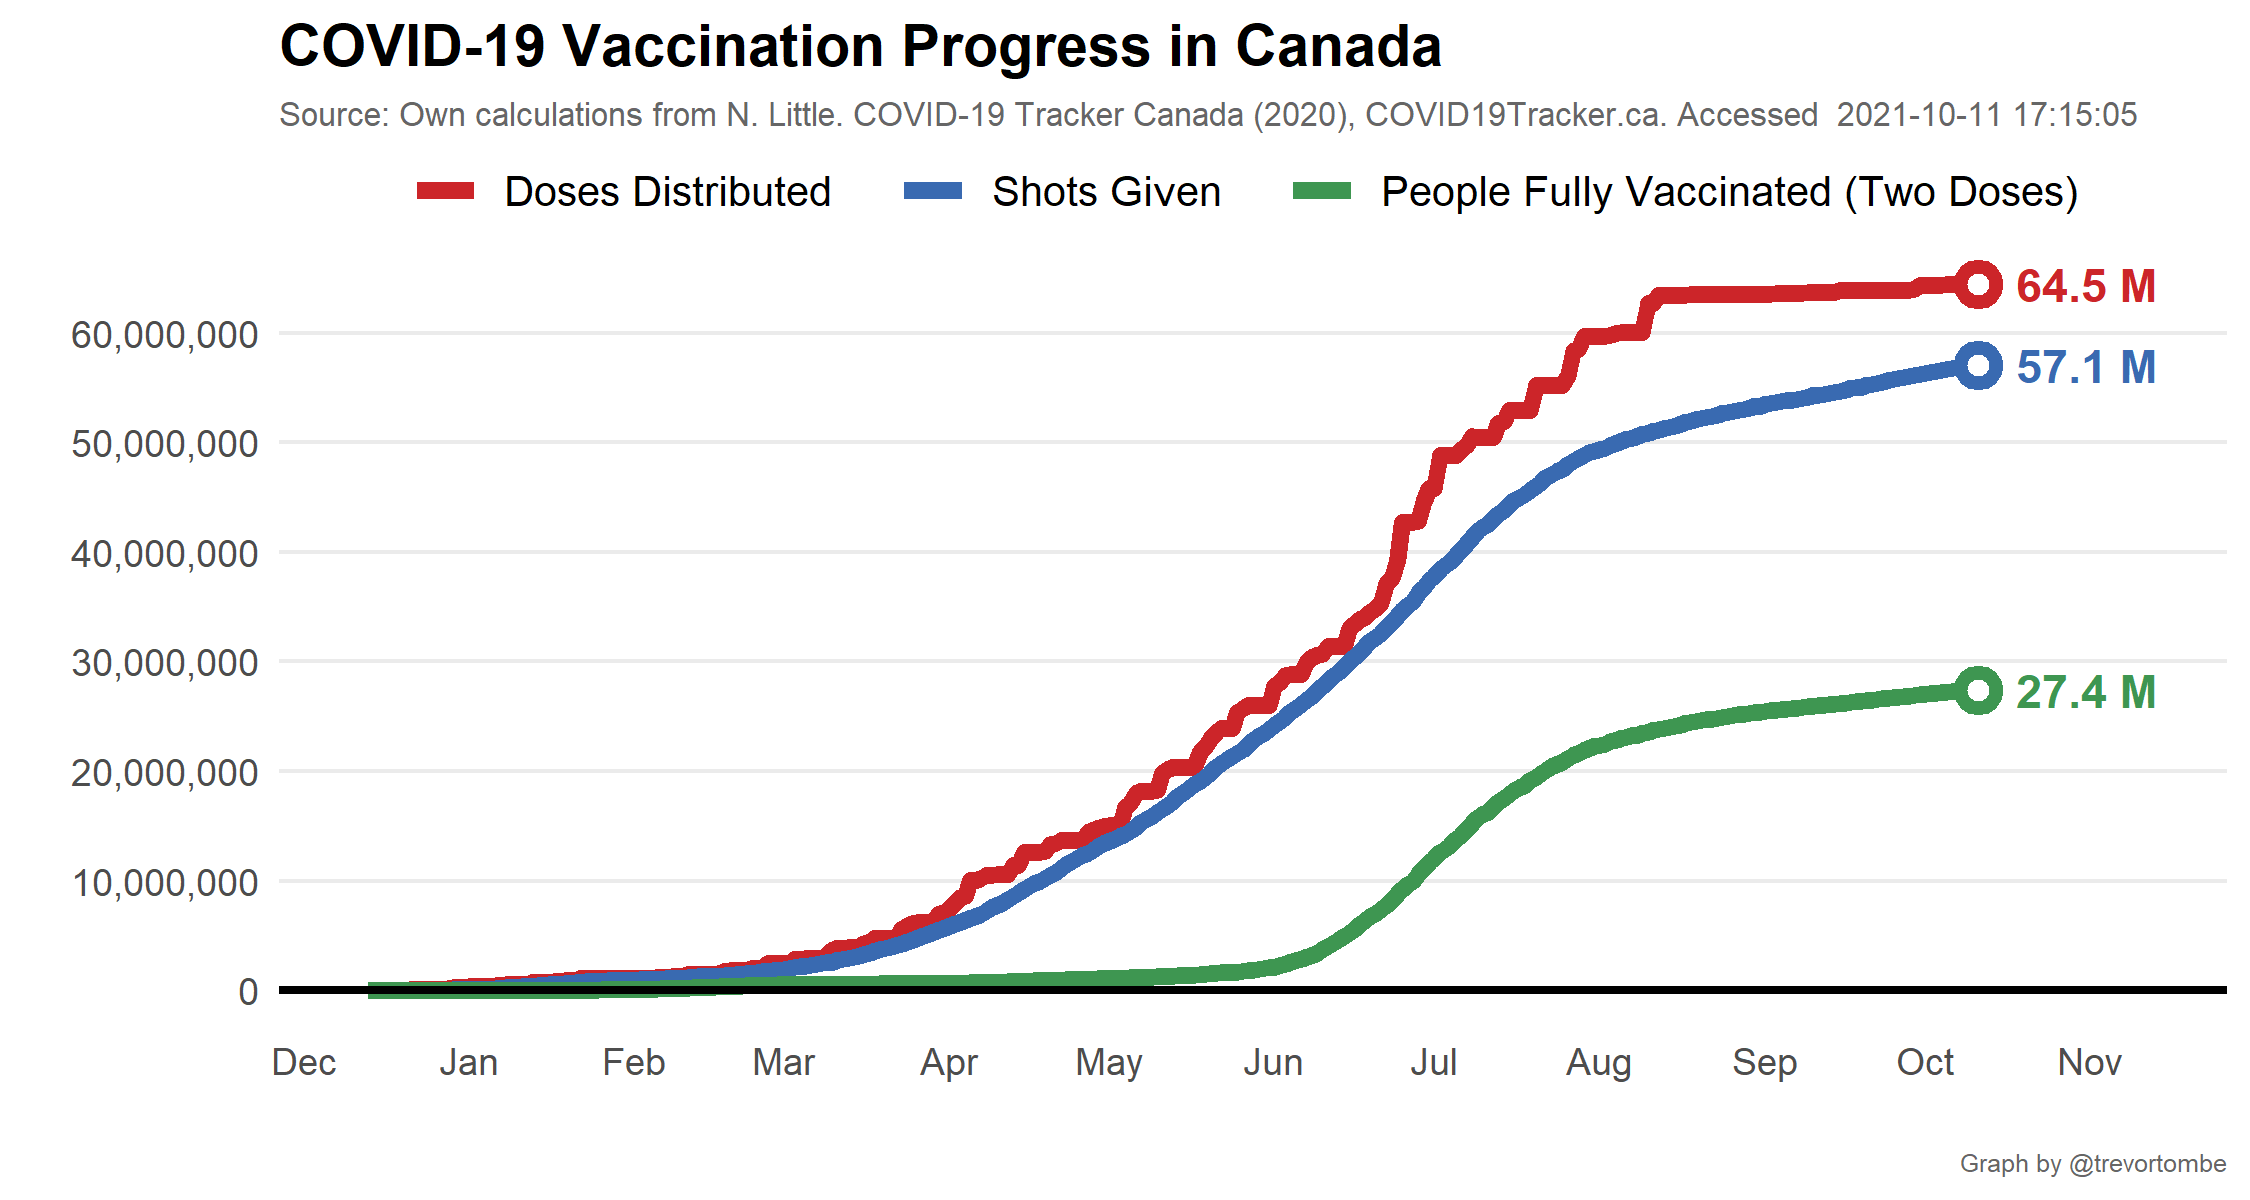 COVID-19 Vaccination Progress in Canada
Source: Own calculations from N. Little. COVID-19 Tracker Canada (2020), COVID19Tracker.ca. Accessed  2021-10-11 17:15:05
Doses Distributed Shots Given People Fully Vaccinated (Two Doses)
64.5 M
60,000,000
57.1 M
50,000,000
40,000,000
30,000,000
27.4 M
20,000,000
10,000,000
0
Dec Jan Feb Mar Apr May Jun Jul Aug Sep Oct Nov
Graph by @trevortombe